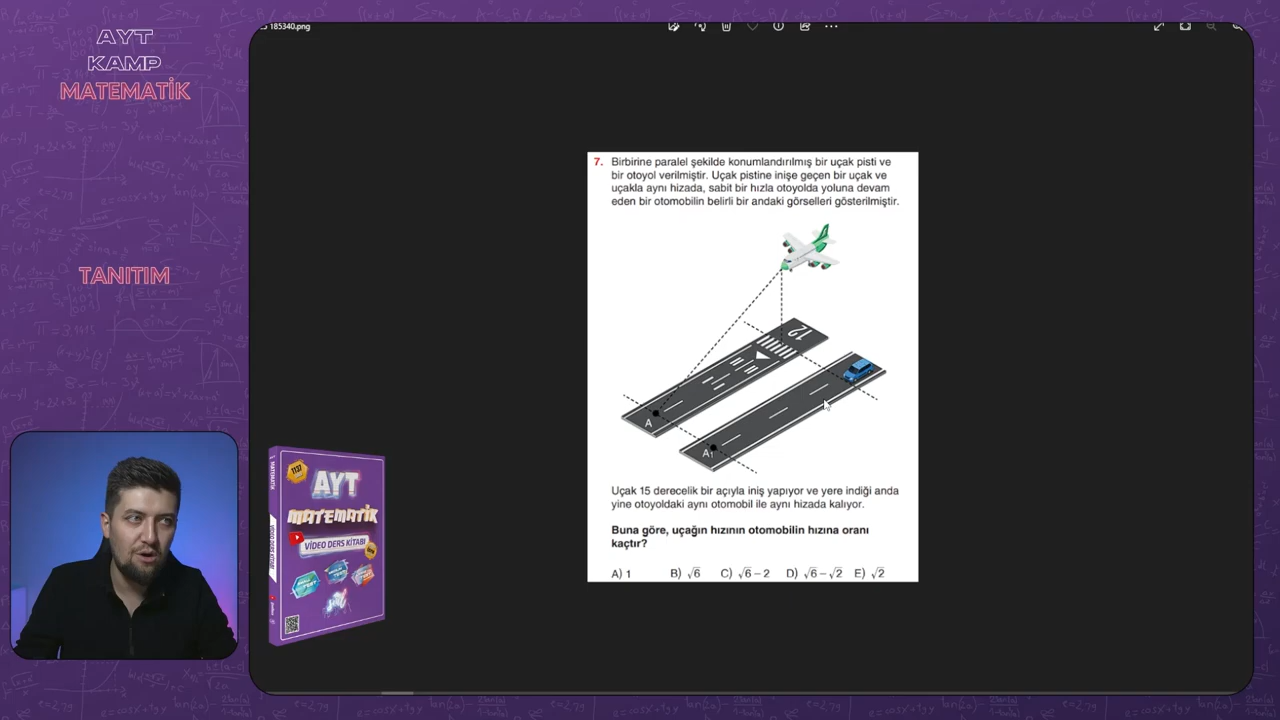 AYT
KAMP
MATEMATİK
TANITIM
185340.png
7. Birbirine paralel şekilde konumlandırılmış bir uçak pisti ve
bir otoyol verilmiştir. Uçak pistine inişe geçen bir uçak ve
uçakla aynı hizada, sabit bir hızla otoyolda yoluna devam
eden bir otomobilin belirli bir andaki görselleri gösterilmiştir.
12
A
A₁
Uçak 15 derecelik bir açıyla iniş yapıyor ve yere indiği anda
yine otoyoldaki aynı otomobil ile aynı hizada kalıyor.
Buna göre, uçağın hızının otomobilin hızına oranı
kaçtır?
A) 1 B) √6 C) √6 – 2 D) √6 – √2 E) √2
1137
AYT
MATEMATİK
VİDEO DERS KİTABI